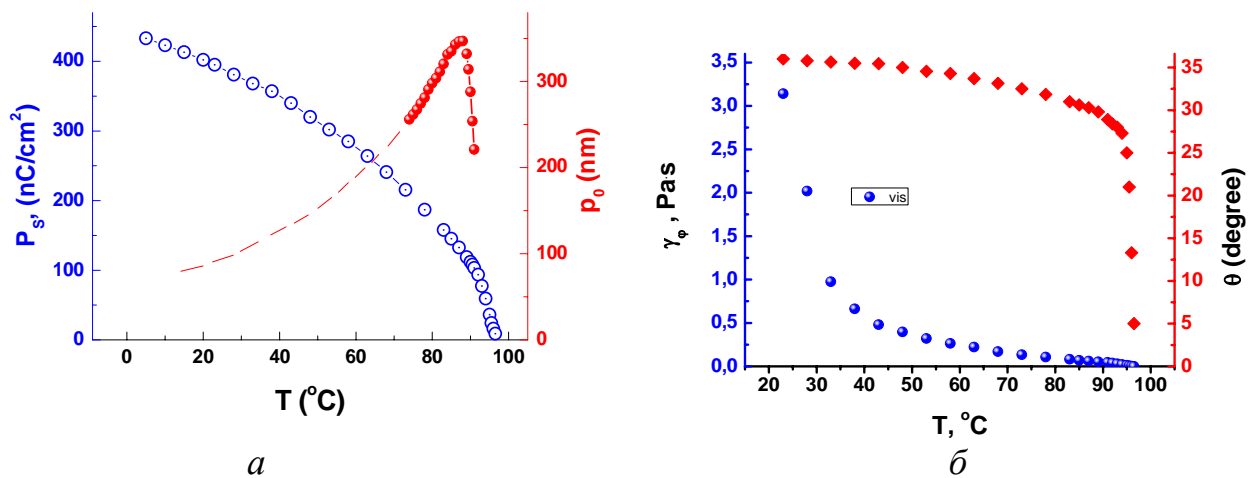 400
300
200
100
0
P_S, (nC/cm²)
300
200
100
0
p_0 (nm)
0 20 40 60 80 100
T (°C)
а
3,5
3,0
2,5
2,0
1,5
1,0
0,5
0,0
γ_φ , Pa·s
vis
35
30
25
20
15
10
5
0
θ (degree)
20 30 40 50 60 70 80 90 100
T, °C
б